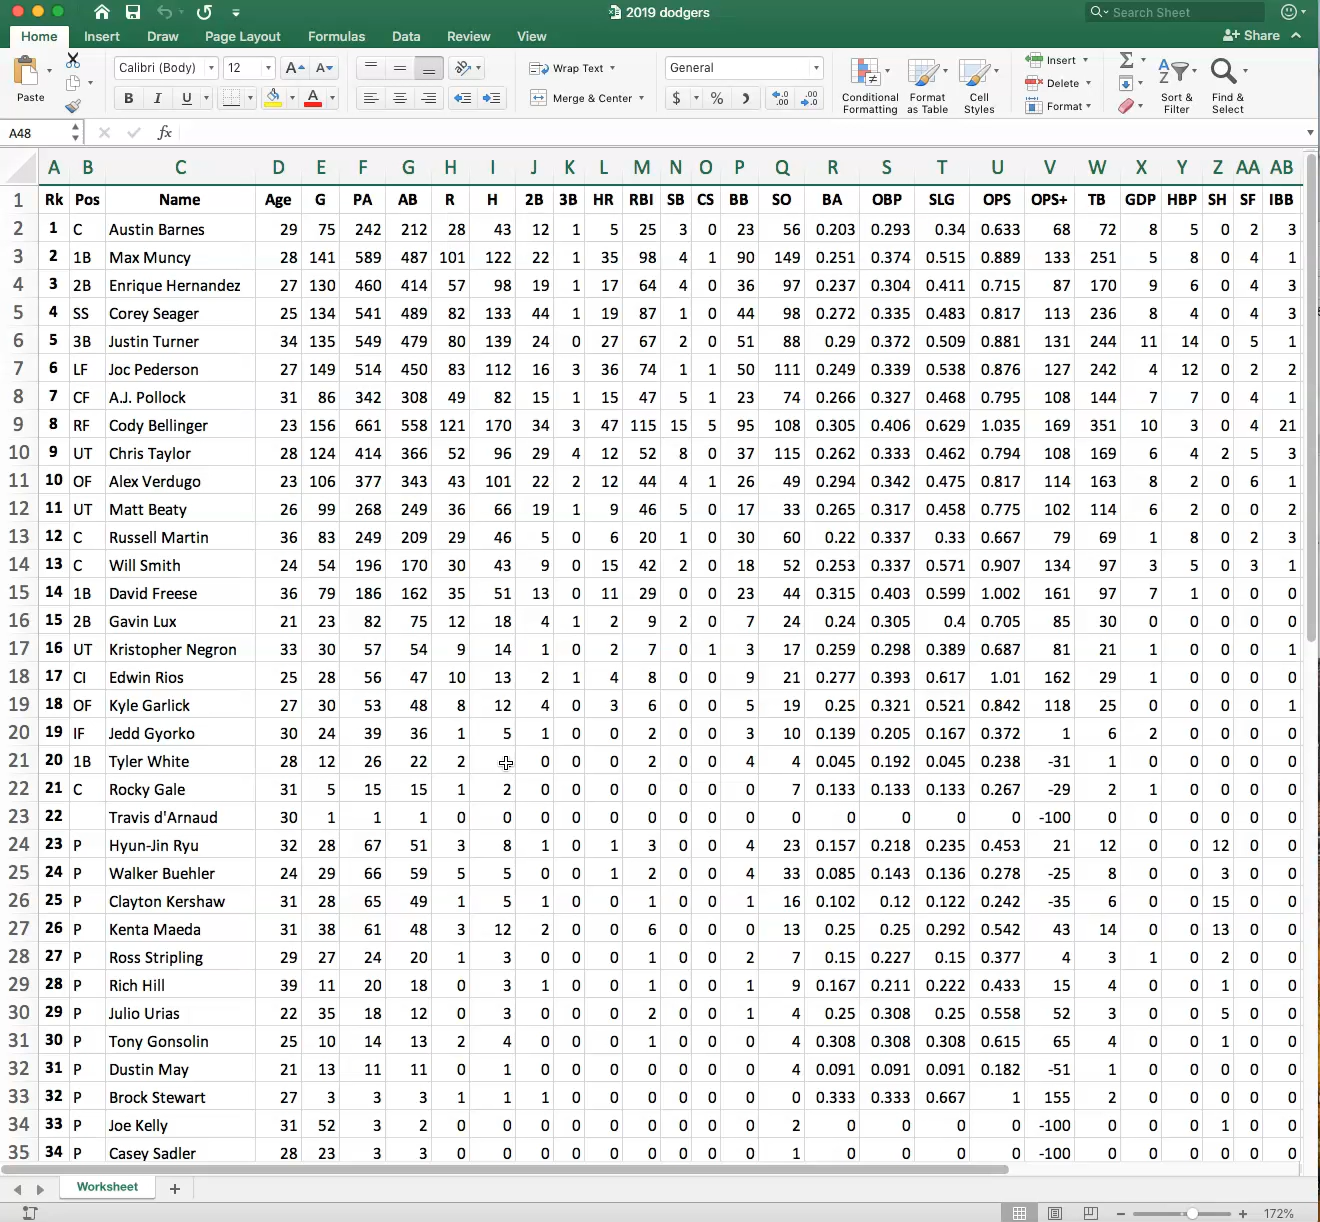 2019 dodgers
Search Sheet
Home Insert Draw Page Layout Formulas Data Review View
Share
Calibri (Body) 12 A A Wrap Text General Insert
Paste B I U A Merge & Center $ % Conditional Formatting Format as Table Cell Styles Delete Format Sort & Filter Find & Select
A48 fx
A B C D E F G H I J K L M N O P Q R S T U V W X Y Z AA AB
1 Rk Pos Name Age G PA AB R H 2B 3B HR RBI SB CS BB SO BA OBP SLG OPS OPS+ TB GDP HBP SH SF IBB
2 1 C Austin Barnes 29 75 242 212 28 43 12 1 5 25 3 0 23 56 0.203 0.293 0.34 0.633 68 72 8 5 0 2 3
3 2 1B Max Muncy 28 141 589 487 101 122 22 1 35 98 4 1 90 149 0.251 0.374 0.515 0.889 133 251 5 8 0 4 1
4 3 2B Enrique Hernandez 27 130 460 414 57 98 19 1 17 64 4 0 36 97 0.237 0.304 0.411 0.715 87 170 9 6 0 4 3
5 4 SS Corey Seager 25 134 541 489 82 133 44 1 19 87 1 0 44 98 0.272 0.335 0.483 0.817 113 236 8 4 0 4 3
6 5 3B Justin Turner 34 135 549 479 80 139 24 0 27 67 2 0 51 88 0.29 0.372 0.509 0.881 131 244 11 14 0 5 1
7 6 LF Joc Pederson 27 149 514 450 83 112 16 3 36 74 1 1 50 111 0.249 0.339 0.538 0.876 127 242 4 12 0 2 2
8 7 CF A.J. Pollock 31 86 342 308 49 82 15 1 15 47 5 1 23 74 0.266 0.327 0.468 0.795 108 144 7 7 0 4 1
9 8 RF Cody Bellinger 23 156 661 558 121 170 34 3 47 115 15 5 95 108 0.305 0.406 0.629 1.035 169 351 10 3 0 4 21
10 9 UT Chris Taylor 28 124 414 366 52 96 29 4 12 52 8 0 37 115 0.262 0.333 0.462 0.794 108 169 6 4 2 5 3
11 10 OF Alex Verdugo 23 106 377 343 43 101 22 2 12 44 4 1 26 49 0.294 0.342 0.475 0.817 114 163 8 2 0 6 1
12 11 UT Matt Beaty 26 99 268 249 36 66 19 1 9 46 5 0 17 33 0.265 0.317 0.458 0.775 102 114 6 2 0 0 2
13 12 C Russell Martin 36 83 249 209 29 46 5 0 6 20 1 0 30 60 0.22 0.337 0.33 0.667 79 69 1 8 0 2 3
14 13 C Will Smith 24 54 196 170 30 43 9 0 15 42 2 0 18 52 0.253 0.337 0.571 0.907 134 97 3 5 0 3 1
15 14 1B David Freese 36 79 186 162 35 51 13 0 11 29 0 0 23 44 0.315 0.403 0.599 1.002 161 97 7 1 0 0 0
16 15 2B Gavin Lux 21 23 82 75 12 18 4 1 2 9 2 0 7 24 0.24 0.305 0.4 0.705 85 30 0 0 0 0 0
17 16 UT Kristopher Negron 33 30 57 54 9 14 1 0 2 7 0 1 3 17 0.259 0.298 0.389 0.687 81 21 1 0 0 0 1
18 17 CI Edwin Rios 25 28 56 47 10 13 2 1 4 8 0 0 9 21 0.277 0.393 0.617 1.01 162 29 1 0 0 0 0
19 18 OF Kyle Garlick 27 30 53 48 8 12 4 0 3 6 0 0 5 19 0.25 0.321 0.521 0.842 118 25 0 0 0 0 1
20 19 IF Jedd Gyorko 30 24 39 36 1 5 1 0 0 2 0 0 3 10 0.139 0.205 0.167 0.372 1 6 2 0 0 0 0
21 20 1B Tyler White 28 12 26 22 2 0 0 0 2 0 0 4 4 0.045 0.192 0.045 0.238 -31 1 0 0 0 0 0
22 21 C Rocky Gale 31 5 15 15 1 2 0 0 0 0 0 0 0 7 0.133 0.133 0.133 0.267 -29 2 1 0 0 0 0
23 22 Travis d'Arnaud 30 1 1 1 0 0 0 0 0 0 0 0 0 0 0 0 0 0 -100 0 0 0 0 0 0
24 23 P Hyun-Jin Ryu 32 28 67 51 3 8 1 0 1 3 0 0 4 23 0.157 0.218 0.235 0.453 21 12 0 0 12 0 0
25 24 P Walker Buehler 24 29 66 59 5 5 0 0 1 2 0 0 4 33 0.085 0.143 0.136 0.278 -25 8 0 0 3 0 0
26 25 P Clayton Kershaw 31 28 65 49 1 5 1 0 0 1 0 0 1 16 0.102 0.12 0.122 0.242 -35 6 0 0 15 0 0
27 26 P Kenta Maeda 31 38 61 48 3 12 2 0 0 6 0 0 0 13 0.25 0.25 0.292 0.542 43 14 0 0 13 0 0
28 27 P Ross Stripling 29 27 24 20 1 3 0 0 0 1 0 0 2 7 0.15 0.227 0.15 0.377 4 3 1 0 2 0 0
29 28 P Rich Hill 39 11 20 18 0 3 1 0 0 1 0 0 1 9 0.167 0.211 0.222 0.433 15 4 0 0 1 0 0
30 29 P Julio Urias 22 35 18 12 0 3 0 0 0 2 0 0 1 4 0.25 0.308 0.25 0.558 52 3 0 0 5 0 0
31 30 P Tony Gonsolin 25 10 14 13 2 4 0 0 0 1 0 0 0 4 0.308 0.308 0.308 0.615 65 4 0 0 1 0 0
32 31 P Dustin May 21 13 11 11 0 1 0 0 0 0 0 0 0 4 0.091 0.091 0.091 0.182 -51 1 0 0 0 0 0
33 32 P Brock Stewart 27 3 3 3 1 1 1 0 0 0 0 0 0 0 0.333 0.333 0.667 1 155 2 0 0 0 0 0
34 33 P Joe Kelly 31 52 3 2 0 0 0 0 0 0 0 0 0 2 0 0 0 0 -100 0 0 0 1 0 0
35 34 P Casey Sadler 28 23 3 3 0 0 0 0 0 0 0 0 0 1 0 0 0 0 -100 0 0 0 0 0 0
Worksheet
172%